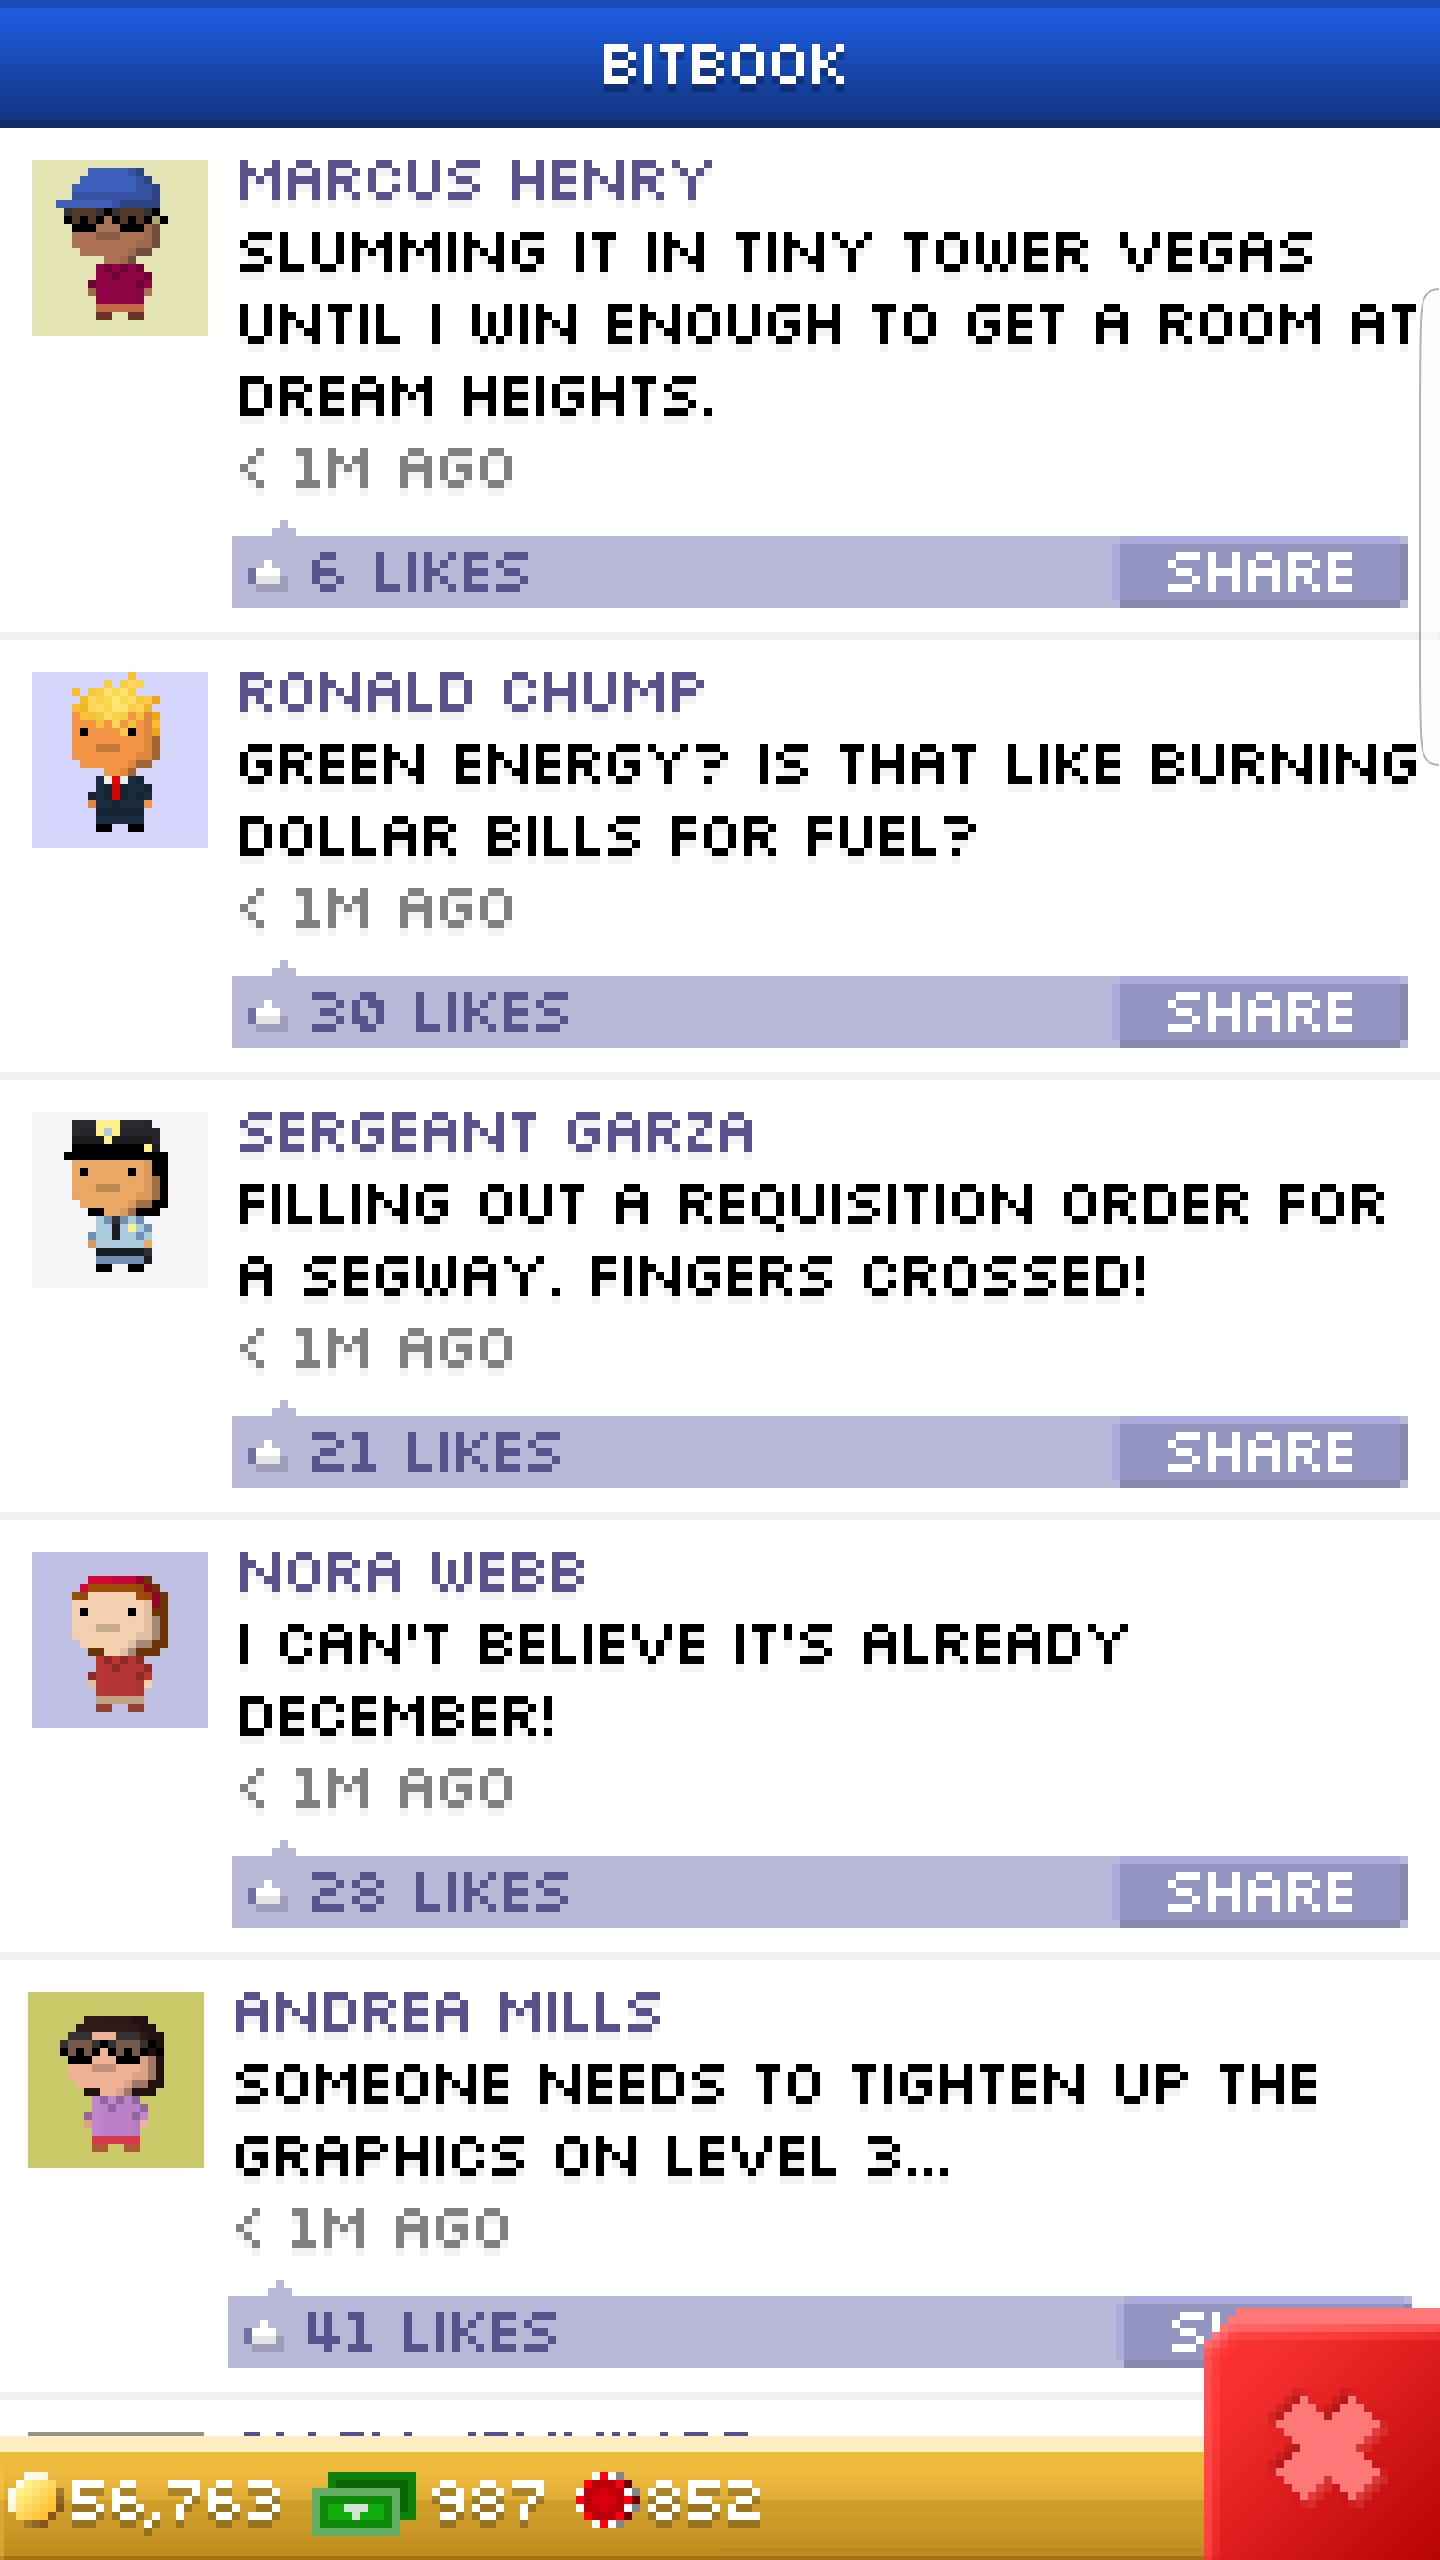 BITBOOK
MARCUS HENRY
SLUMMING IT IN TINY TOWER VEGAS
UNTIL I WIN ENOUGH TO GET A ROOM AT
DREAM HEIGHTS.
< 1M AGO
6 LIKES SHARE
RONALD CHUMP
GREEN ENERGY? IS THAT LIKE BURNING
DOLLAR BILLS FOR FUEL?
< 1M AGO
30 LIKES SHARE
SERGEANT GARZA
FILLING OUT A REQUISITION ORDER FOR
A SEGWAY. FINGERS CROSSED!
< 1M AGO
21 LIKES SHARE
NORA WEBB
I CAN'T BELIEVE IT'S ALREADY
DECEMBER!
< 1M AGO
28 LIKES SHARE
ANDREA MILLS
SOMEONE NEEDS TO TIGHTEN UP THE
GRAPHICS ON LEVEL 3...
< 1M AGO
41 LIKES
56,763 987 852